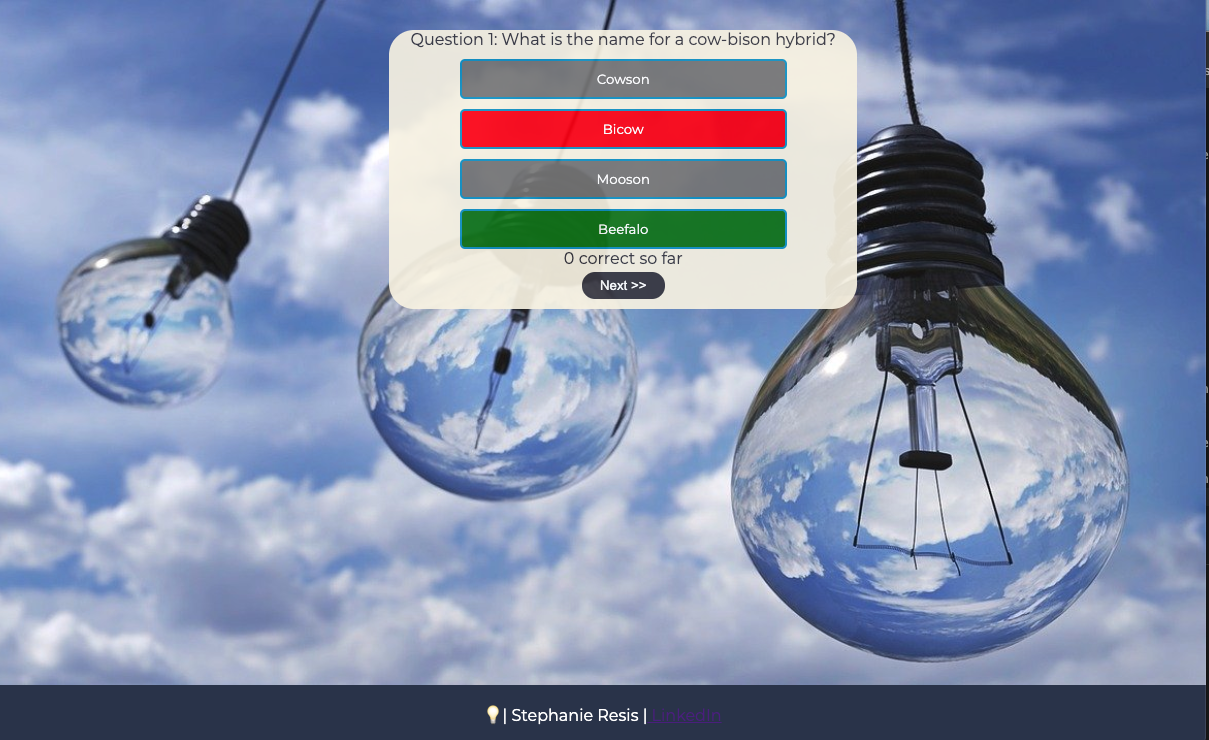 Question 1: What is the name for a cow-bison hybrid?
Cowson
Bicow
Mooson
Beefalo
0 correct so far
Next >>
| Stephanie Resis |